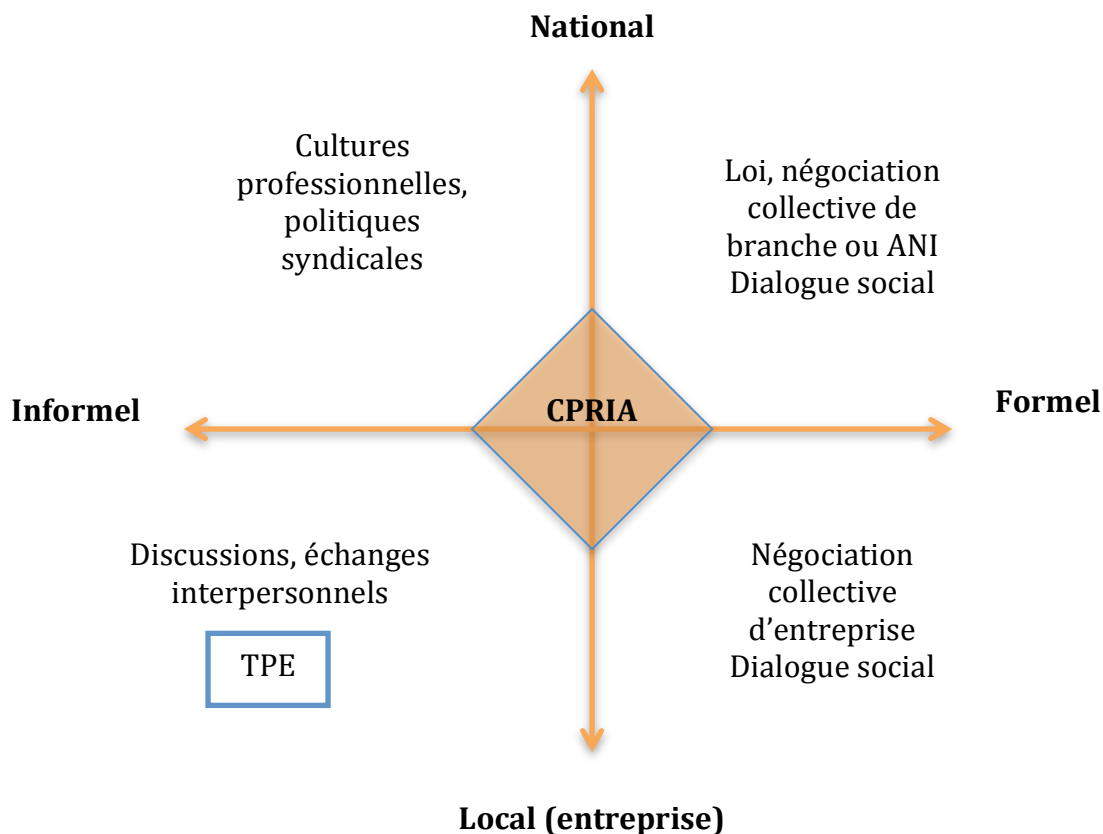 National
Cultures
professionnelles,
politiques
syndicales
Loi, négociation
collective de
branche ou ANI
Dialogue social
Informel
CPRIA
Formel
Discussions, échanges
interpersonnels
TPE
Négociation
collective
d’entreprise
Dialogue social
Local (entreprise)